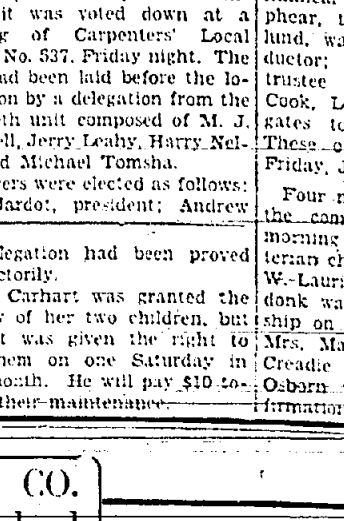 it was voted down at a
g of Carpenters' Local
No. 537, Friday night. The
ad been laid before the lo-
on by a delegation from the
th unit composed of M. J.
ll, Jerry Leahy, Harry Nel-
d Michael Tomsha.
ers were elected as follows:
Jardot, president; Andrew
legation had been proved
ctorily.
Carhart was granted the
y of her two children, but
t was given the right to
hem on one Saturday in
month. He will pay $10 to-
their maintenance.
CO.
phear,
lund, wa
ductor;
trustee
Cook, L
gates to
These o
Friday, J
Four
the com
morning
terian ch
W. Lauri
donk wa
ship on
Mrs. Ma
Creadie
Osborn
firmation